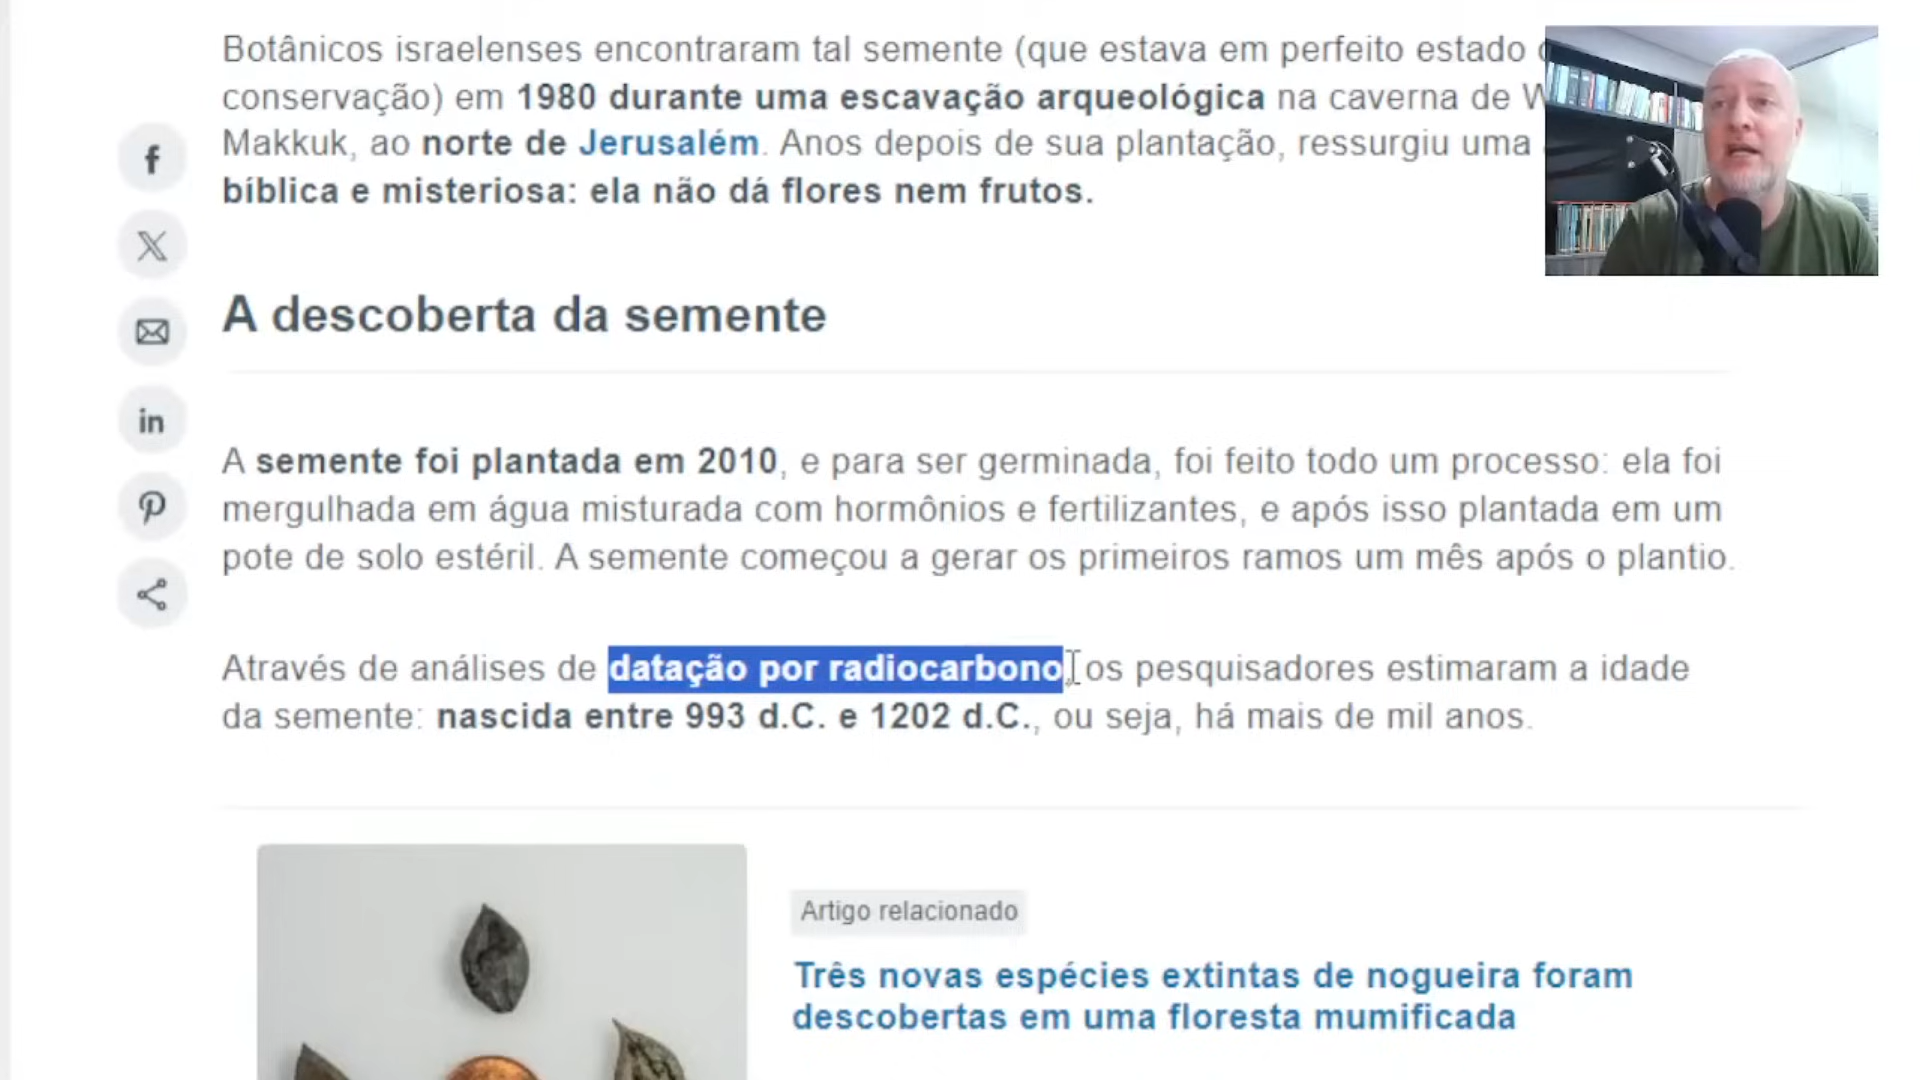 Botânicos israelenses encontraram tal semente (que estava em perfeito estado
conservação) em 1980 durante uma escavação arqueológica na caverna de
Makkuk, ao norte de Jerusalém. Anos depois de sua plantação, ressurgiu uma
bíblica e misteriosa: ela não dá flores nem frutos.
A descoberta da semente
A semente foi plantada em 2010, e para ser germinada, foi feito todo um processo: ela foi
mergulhada em água misturada com hormônios e fertilizantes, e após isso plantada em um
pote de solo estéril. A semente começou a gerar os primeiros ramos um mês após o plantio.
Através de análises de datação por radiocarbono, os pesquisadores estimaram a idade
da semente: nascida entre 993 d.C. e 1202 d.C., ou seja, há mais de mil anos.
Artigo relacionado
Três novas espécies extintas de nogueira foram
descobertas em uma floresta mumificada